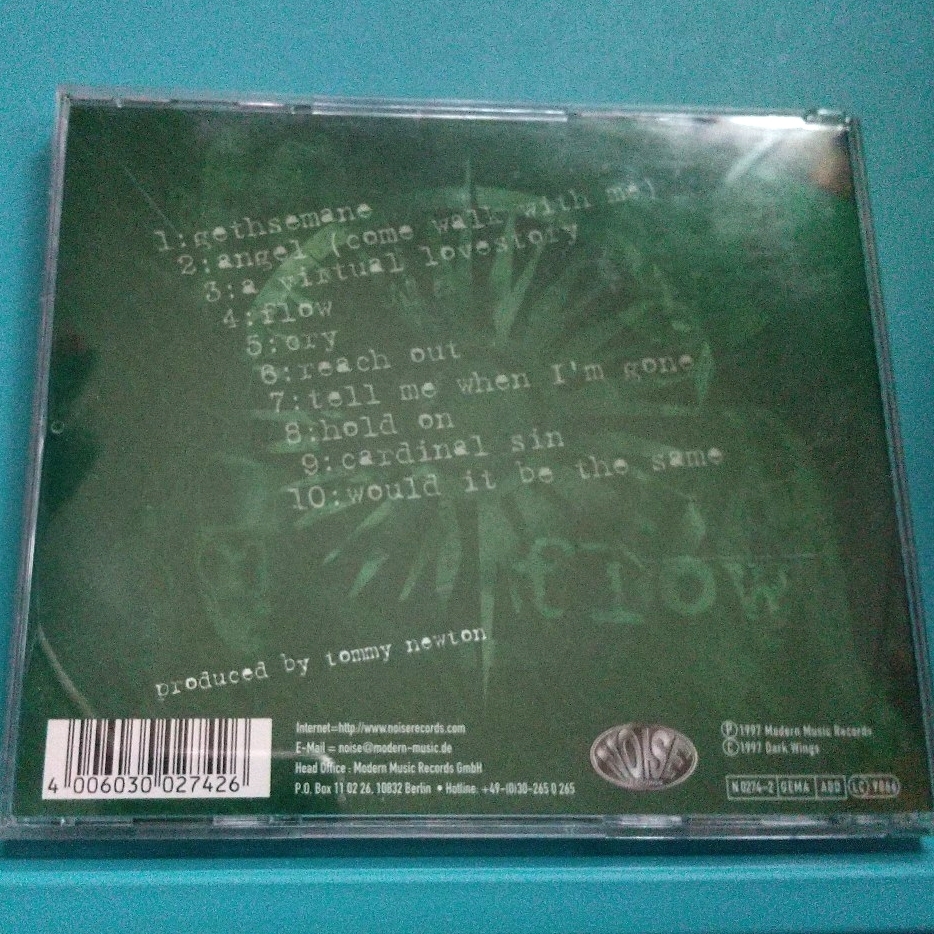 1:gethsemane
2:angel (come walk with me)
3:a virtual lovestory
4:flow
5:cry
6:reach out
7:tell me when I'm gone
8:hold on
9:cardinal sin
10:would it be the same
flow
produced by tommy newton
4 006030 027426
Internet=http://www.noiserecords.com
E-Mail = noise@modern-music.de
Head Office : Modern Music Records GmbH
P.O. Box 11 02 26, 10832 Berlin • Hotline: +49-(0)30-265 0 265
NOISE
Ⓟ 1997 Modern Music Records
© 1997 Dark Wings
N 0274-2 GEMA ADD LC 9066